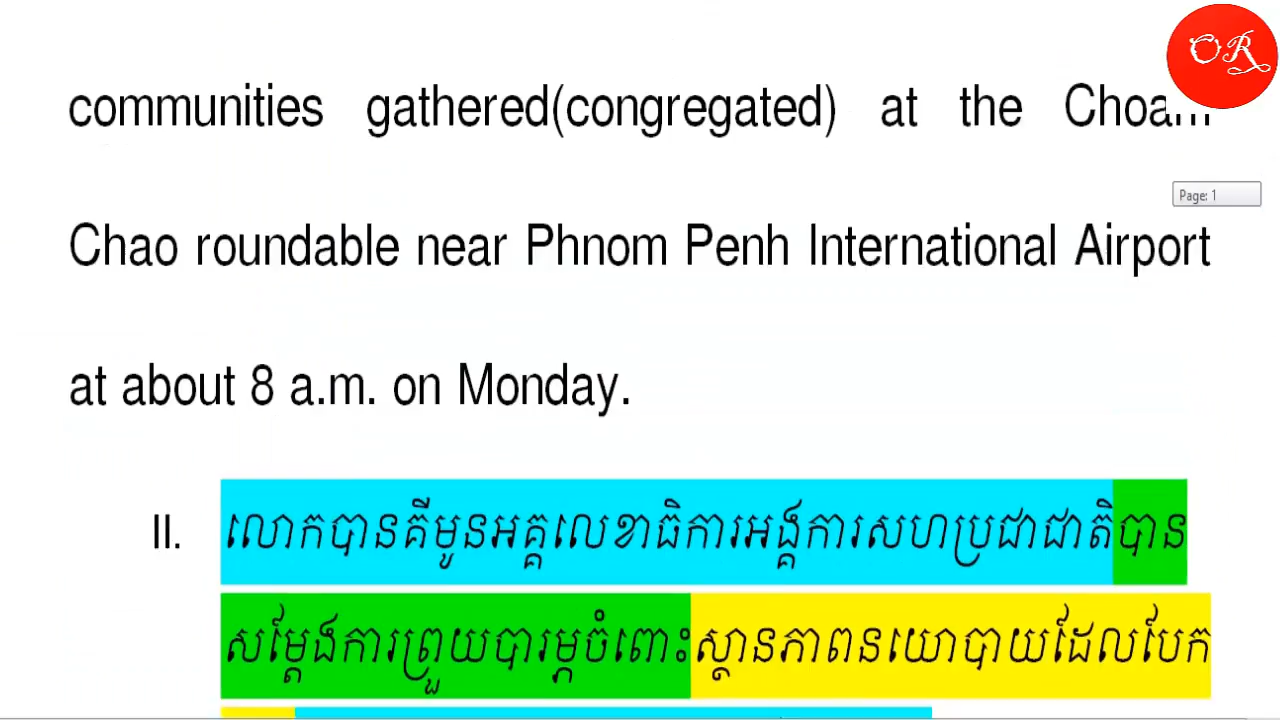 OR
communities gathered(congregated) at the Choam
Page: 1
Chao roundable near Phnom Penh International Airport
at about 8 a.m. on Monday.
II. លោកបានគីមូនអគ្គលេខាធិការអង្គការសហប្រជាជាតិបាន
សម្តែងការព្រួយបារម្ភចំពោះស្ថានភាពនយោបាយដែលបែក